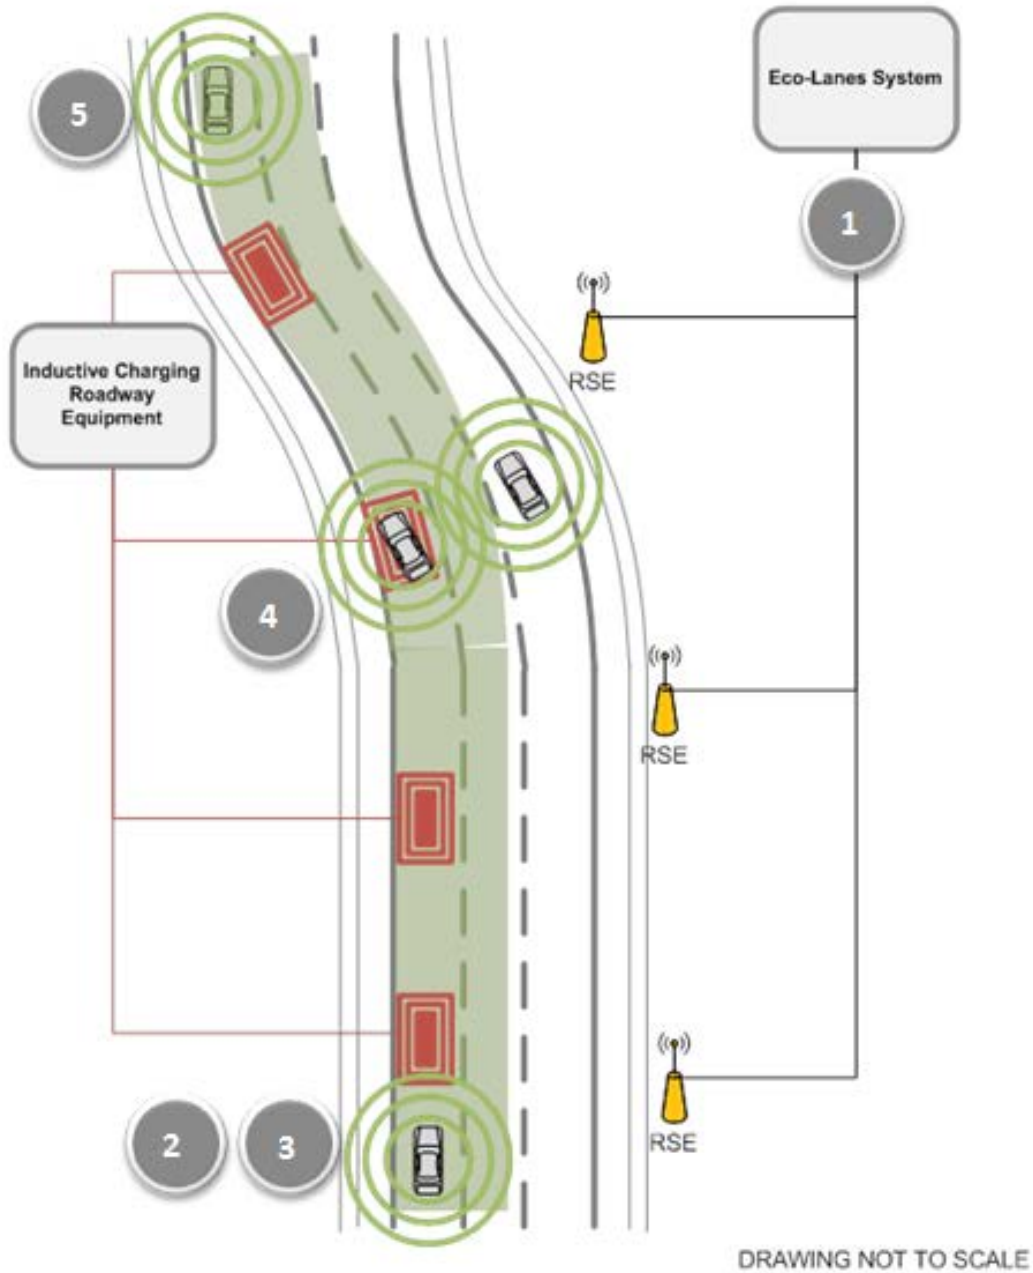 5
Eco-Lanes System
1
RSE
Inductive Charging
Roadway
Equipment
4
RSE
2
3
RSE
DRAWING NOT TO SCALE